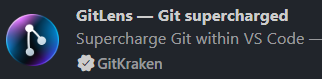 GitLens — Git supercharged
Supercharge Git within VS Code —
GitKraken